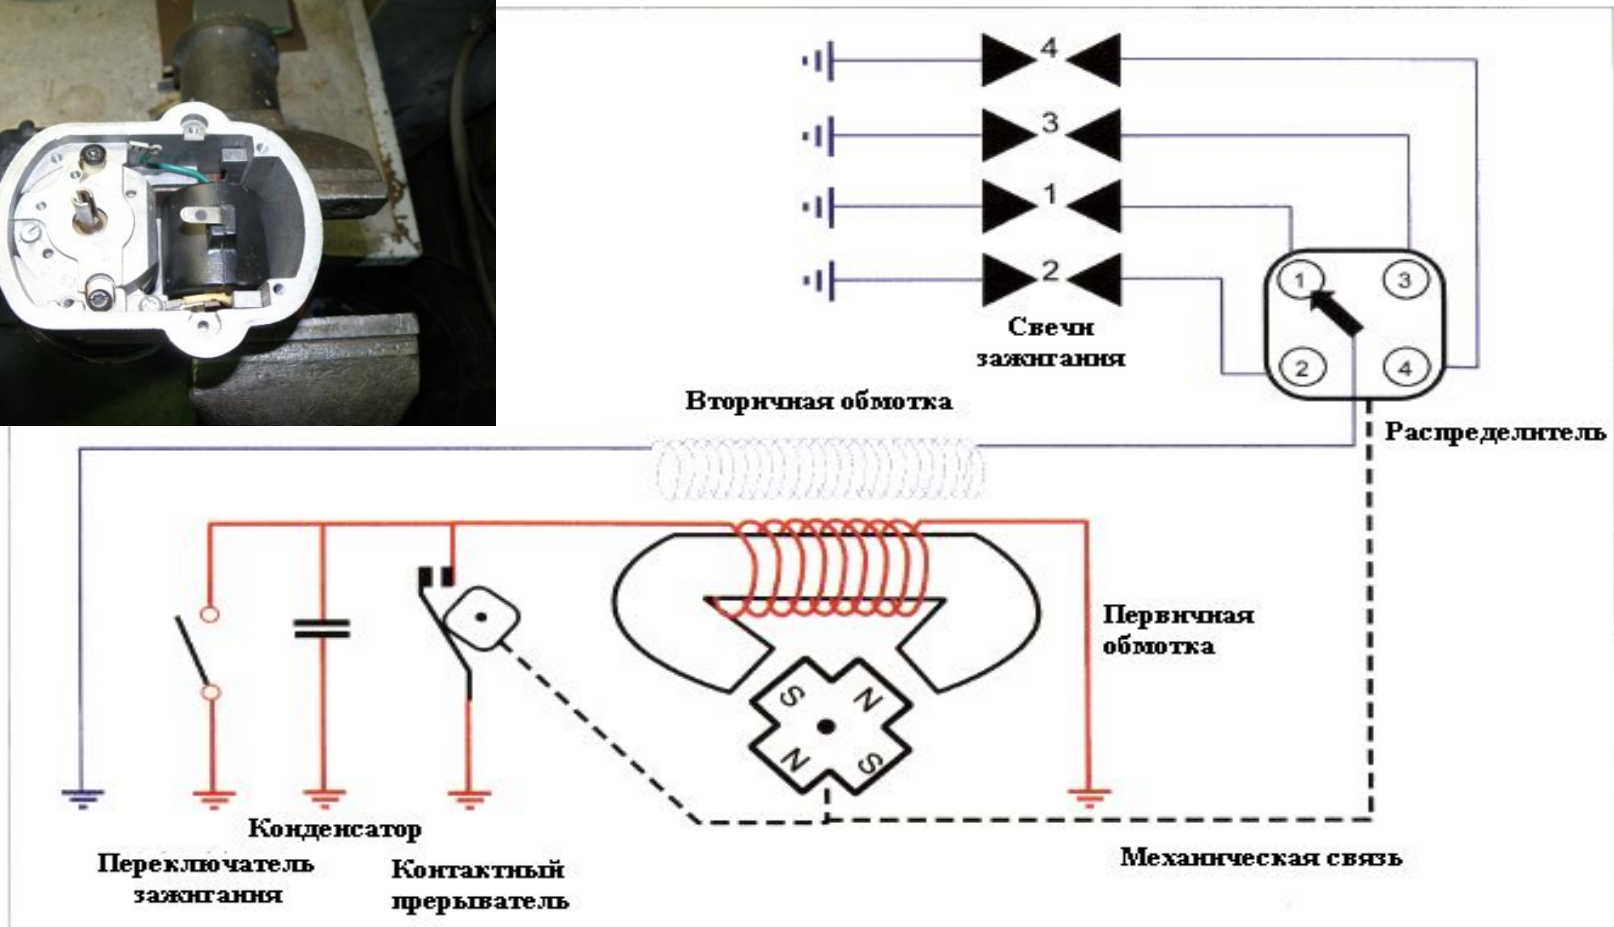 4
3
1
2
Свечи
зажигания
1
3
2
4
Вторичная обмотка
Распределитель
Первичная
обмотка
S
N
N
S
Конденсатор
Переключатель
зажигания
Контактный
прерыватель
Механическая связь